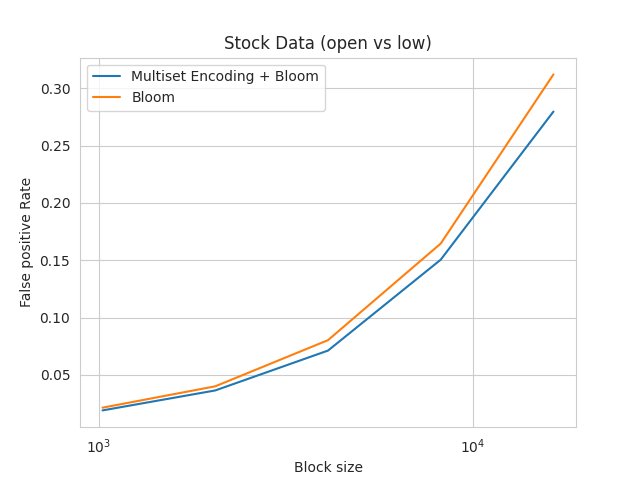 Stock Data (open vs low)
Multiset Encoding + Bloom
Bloom
0.30
0.25
0.20
0.15
0.10
0.05
False positive Rate
10³
10⁴
Block size